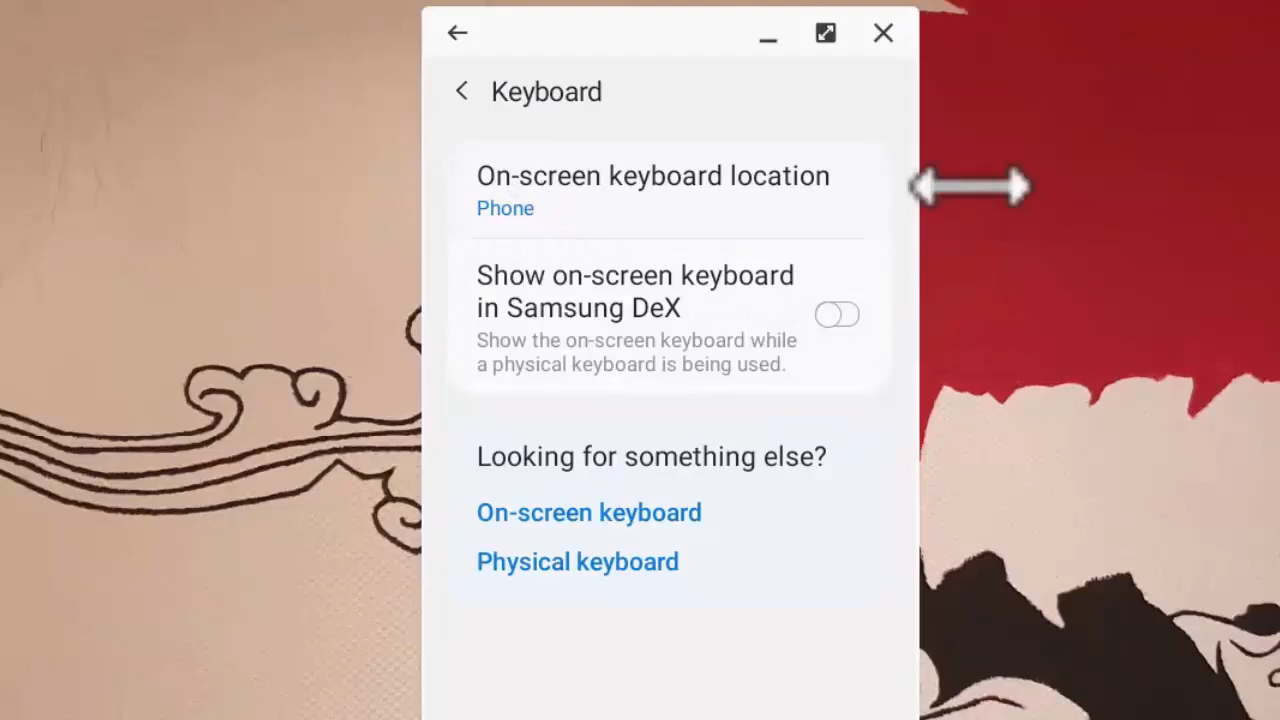 Keyboard
On-screen keyboard location
Phone
Show on-screen keyboard
in Samsung DeX
Show the on-screen keyboard while
a physical keyboard is being used.
Looking for something else?
On-screen keyboard
Physical keyboard